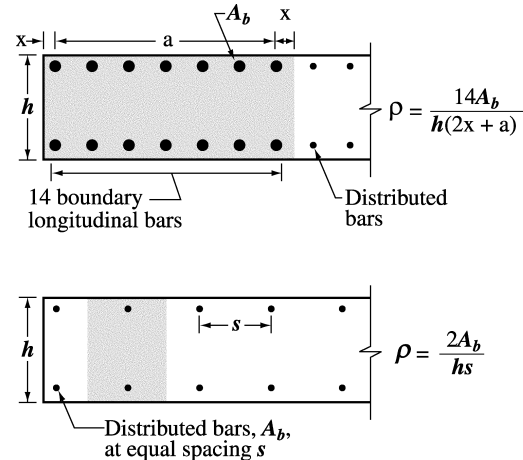 A_b
x
a
x
h
ρ = 14A_b / h(2x + a)
14 boundary
longitudinal bars
Distributed
bars
s
h
ρ = 2A_b / hs
Distributed bars, A_b,
at equal spacing s